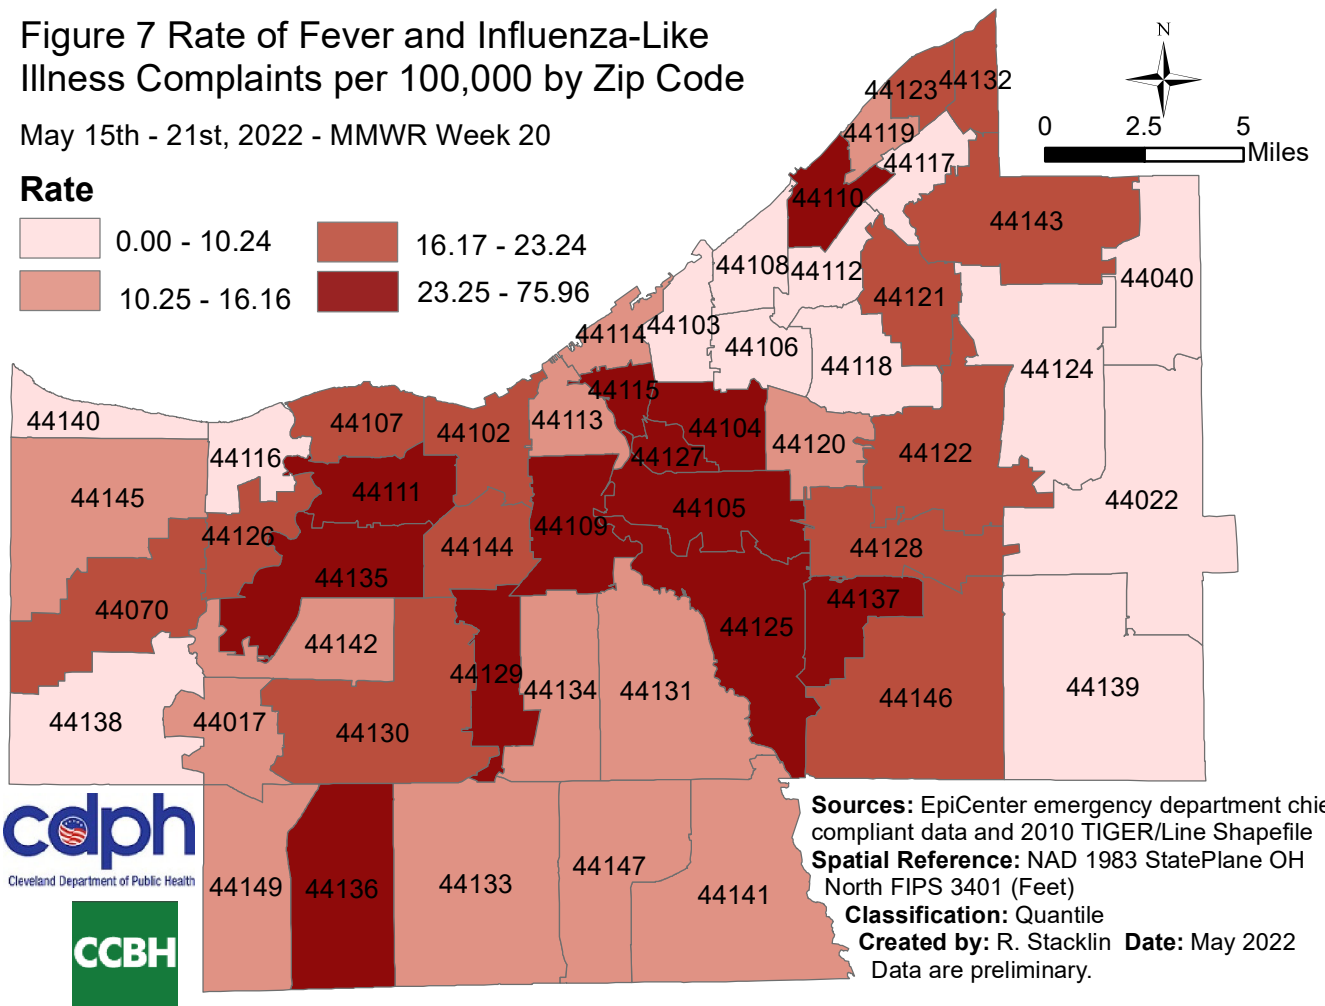 Figure 7 Rate of Fever and Influenza-Like
Illness Complaints per 100,000 by Zip Code
May 15th - 21st, 2022 - MMWR Week 20
Rate
0.00 - 10.24
16.17 - 23.24
10.25 - 16.16
23.25 - 75.96
N
0 2.5 5
Miles
44123 44132
44119
44117
44110
44143
44108 44112
44040
44121
44114 44103
44106
44118
44124
44115
44140
44107
44102
44113
44104
44120
44116
44127
44122
44145
44111
44105
44022
44126
44109
44144
44128
44135
44070
44137
44142
44125
44129
44134
44131
44146
44139
44138
44017
44130
44149
44136
44133
44147
44141
cdph
Cleveland Department of Public Health
CCBH
Sources: EpiCenter emergency department chie
compliant data and 2010 TIGER/Line Shapefile
Spatial Reference: NAD 1983 StatePlane OH
North FIPS 3401 (Feet)
Classification: Quantile
Created by: R. Stacklin Date: May 2022
Data are preliminary.